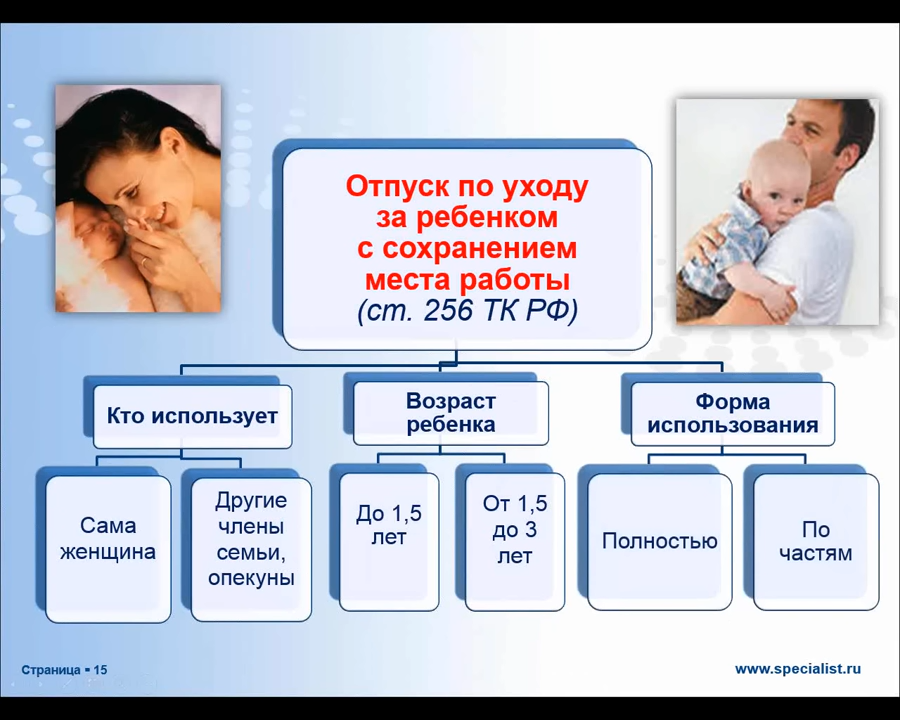 Отпуск по уходу
за ребенком
с сохранением
места работы
(ст. 256 ТК РФ)
Кто использует
Возраст
ребенка
Форма
использования
Сама
женщина
Другие
члены
семьи,
опекуны
До 1,5
лет
От 1,5
до 3
лет
Полностью
По
частям
Страница ▪ 15
www.specialist.ru